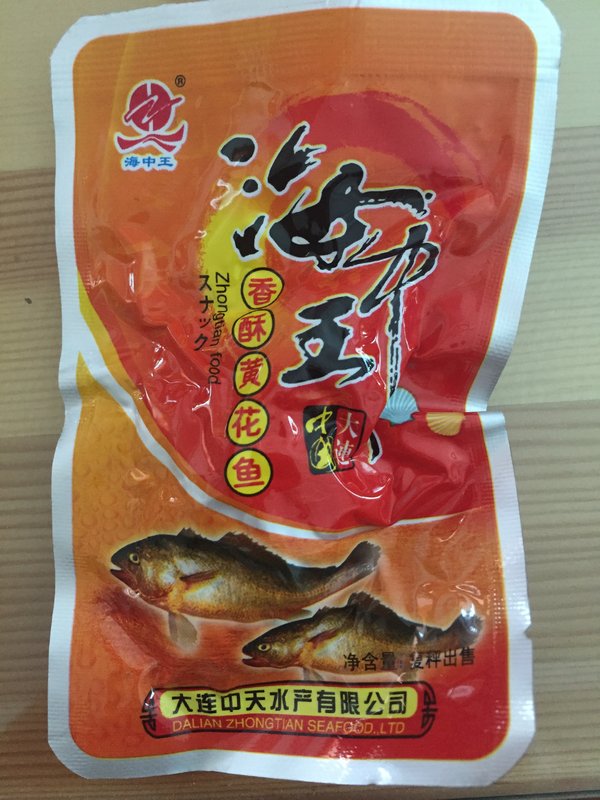 ®
海中王
海中王
香酥黄花鱼
Zhongtian food
スナック
中国
大连
净含量:复秤出售
大连中天水产有限公司
DALIAN ZHONGTIAN SEAFOOD.,LTD